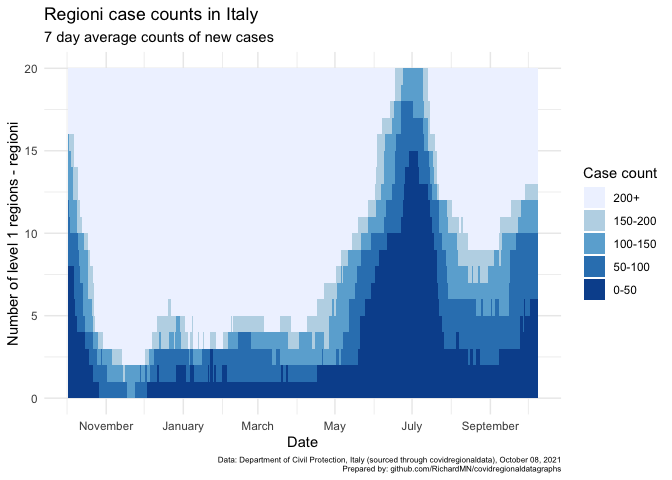 Regioni case counts in Italy
7 day average counts of new cases
Number of level 1 regions - regioni
20
15
10
5
0
November
January
March
May
July
September
Date
Case count
200+
150-200
100-150
50-100
0-50
Data: Department of Civil Protection, Italy (sourced through covidregionaldata), October 08, 2021
Prepared by: github.com/RichardMN/covidregionaldatagraphs